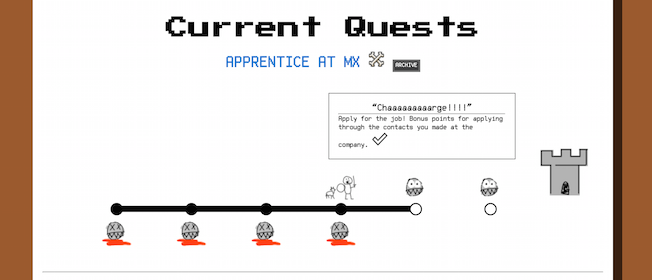 Current Quests
APPRENTICE AT MX
ARCHIVE
“Chaaaaaaaaarge!!!!”
Apply for the job! Bonus points for applying
through the contacts you made at the
company.